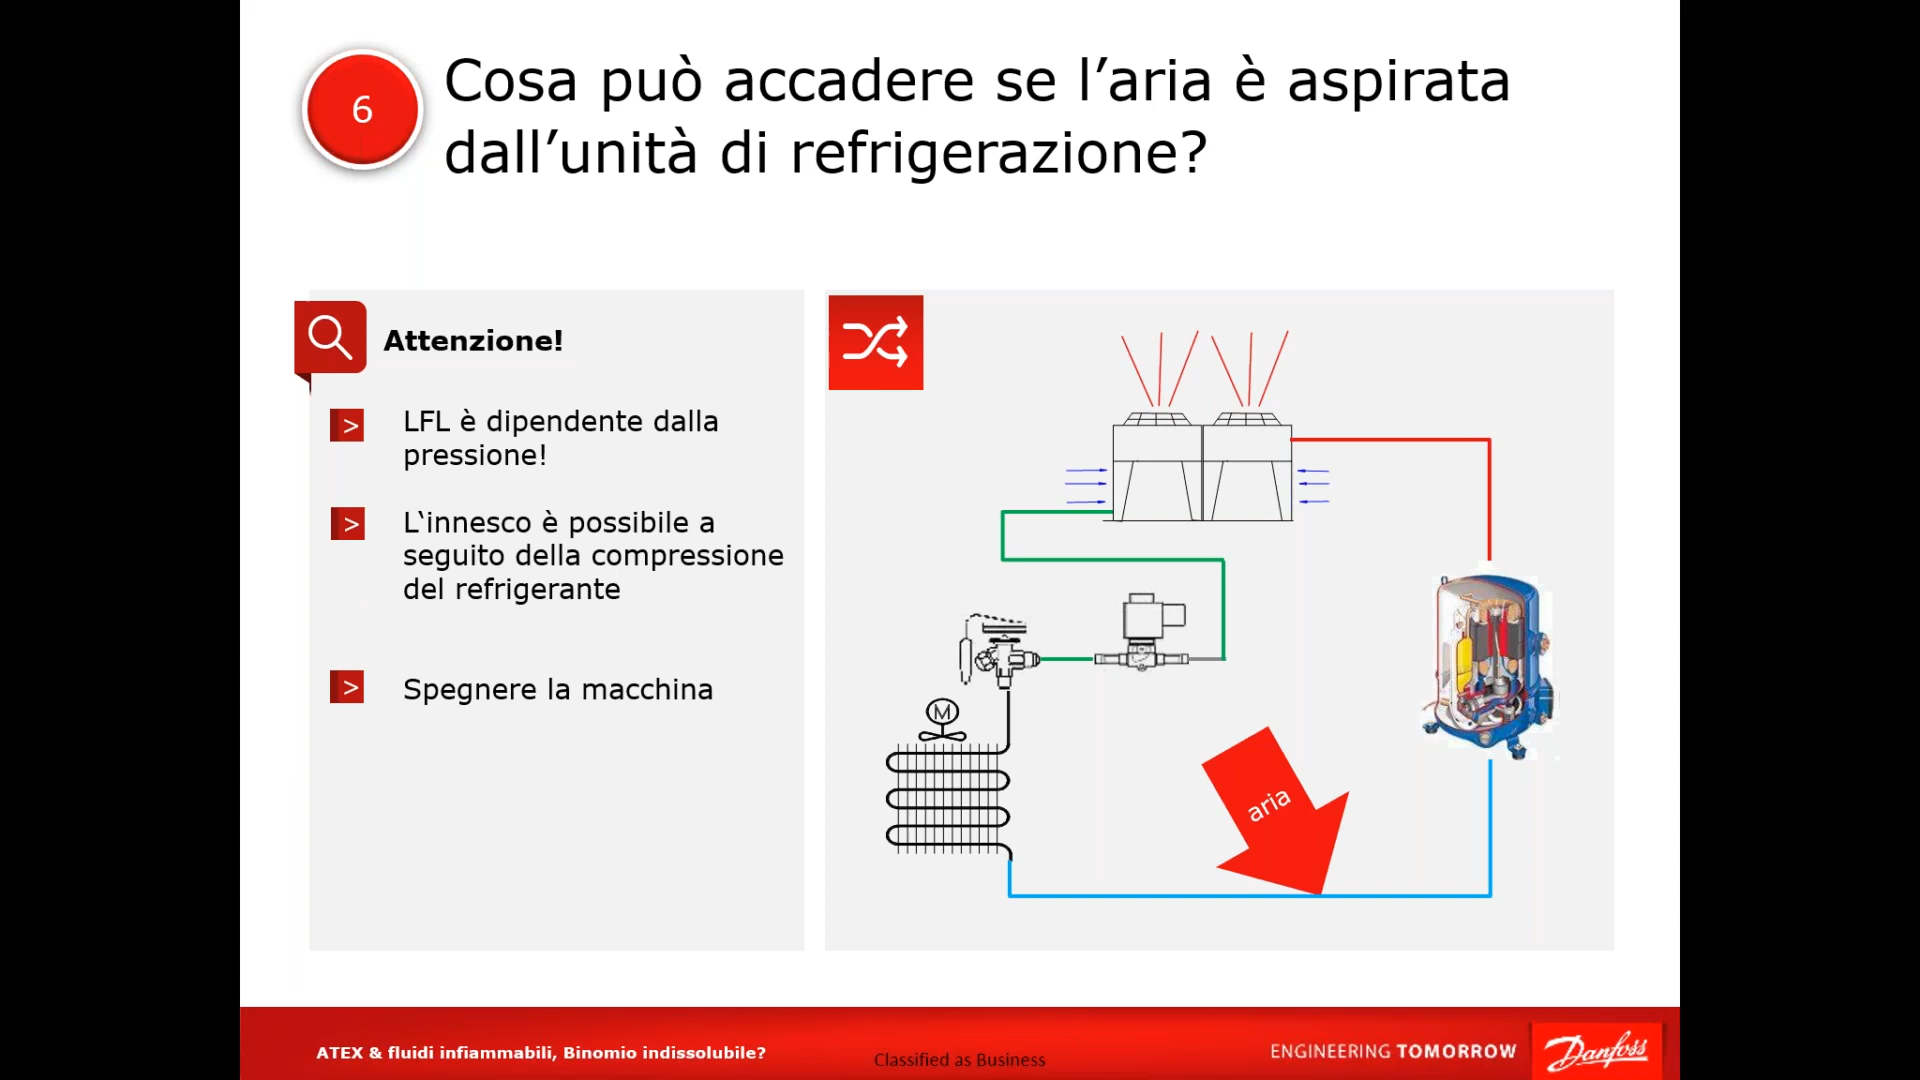 6
Cosa può accadere se l’aria è aspirata
dall’unità di refrigerazione?
Attenzione!
> LFL è dipendente dalla
pressione!
> L‘innesco è possibile a
seguito della compressione
del refrigerante
> Spegnere la macchina
M
aria
ATEX & fluidi infiammabili, Binomio indissolubile?
Classified as Business
ENGINEERING TOMORROW
Danfoss